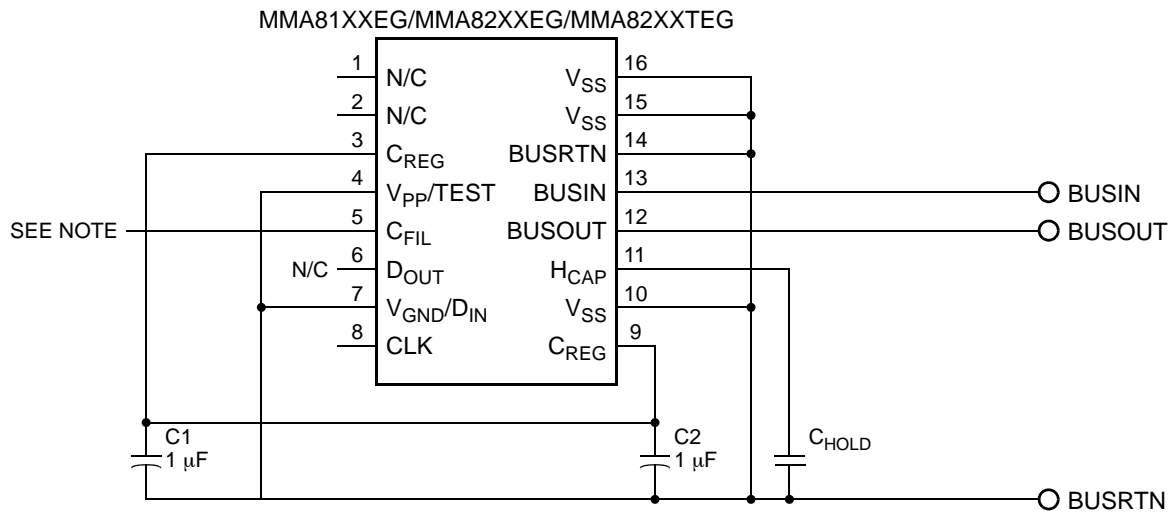 MMA81XXEG/MMA82XXEG/MMA82XXTEG
1 N/C V_SS 16
2 N/C V_SS 15
3 C_REG BUSRTN 14
4 V_PP/TEST BUSIN 13 BUSIN
SEE NOTE 5 C_FIL BUSOUT 12 BUSOUT
N/C 6 D_OUT H_CAP 11
7 V_GND/D_IN V_SS 10
8 CLK C_REG 9
C1 C2 C_HOLD
1 μF 1 μF
BUSRTN